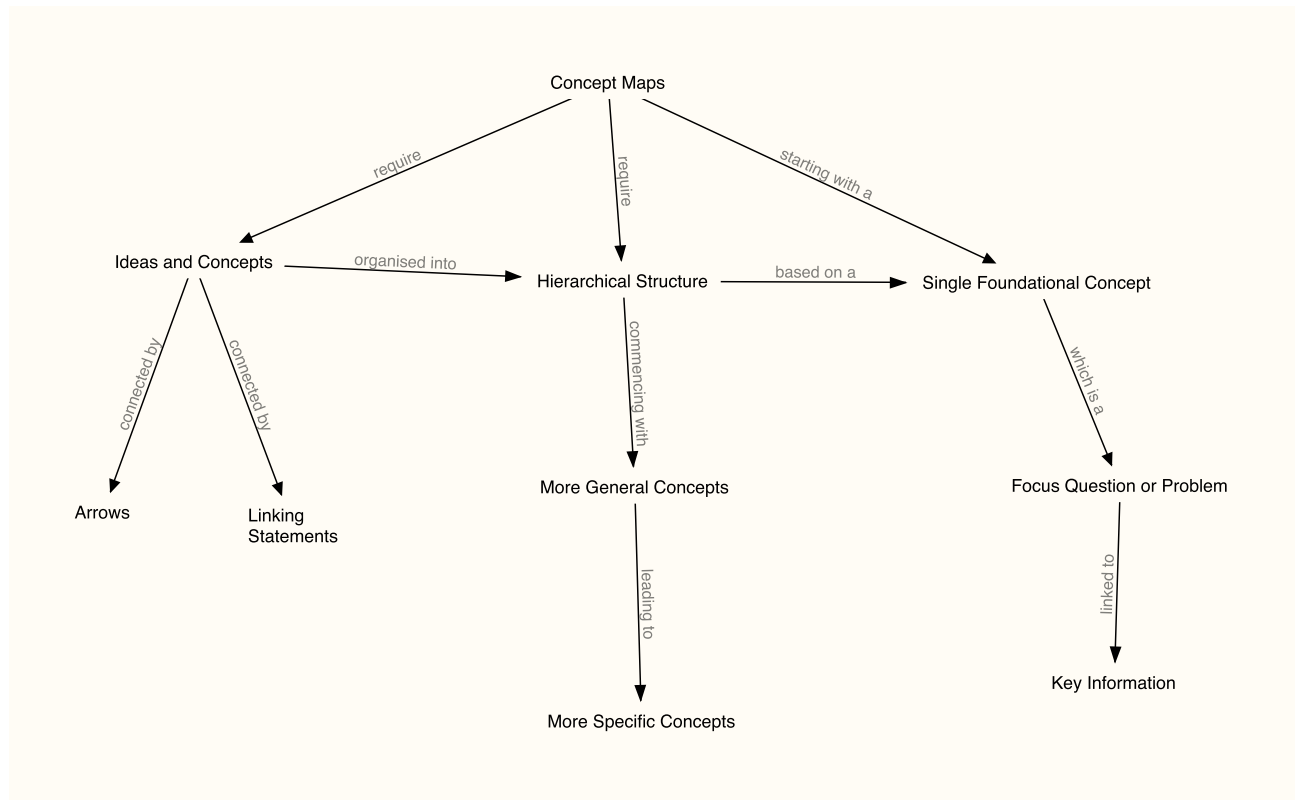 Concept Maps
require
require
starting with a
Ideas and Concepts
organised into
Hierarchical Structure
based on a
Single Foundational Concept
connected by
connected by
commencing with
which is a
Arrows
Linking
Statements
More General Concepts
Focus Question or Problem
leading to
linked to
More Specific Concepts
Key Information